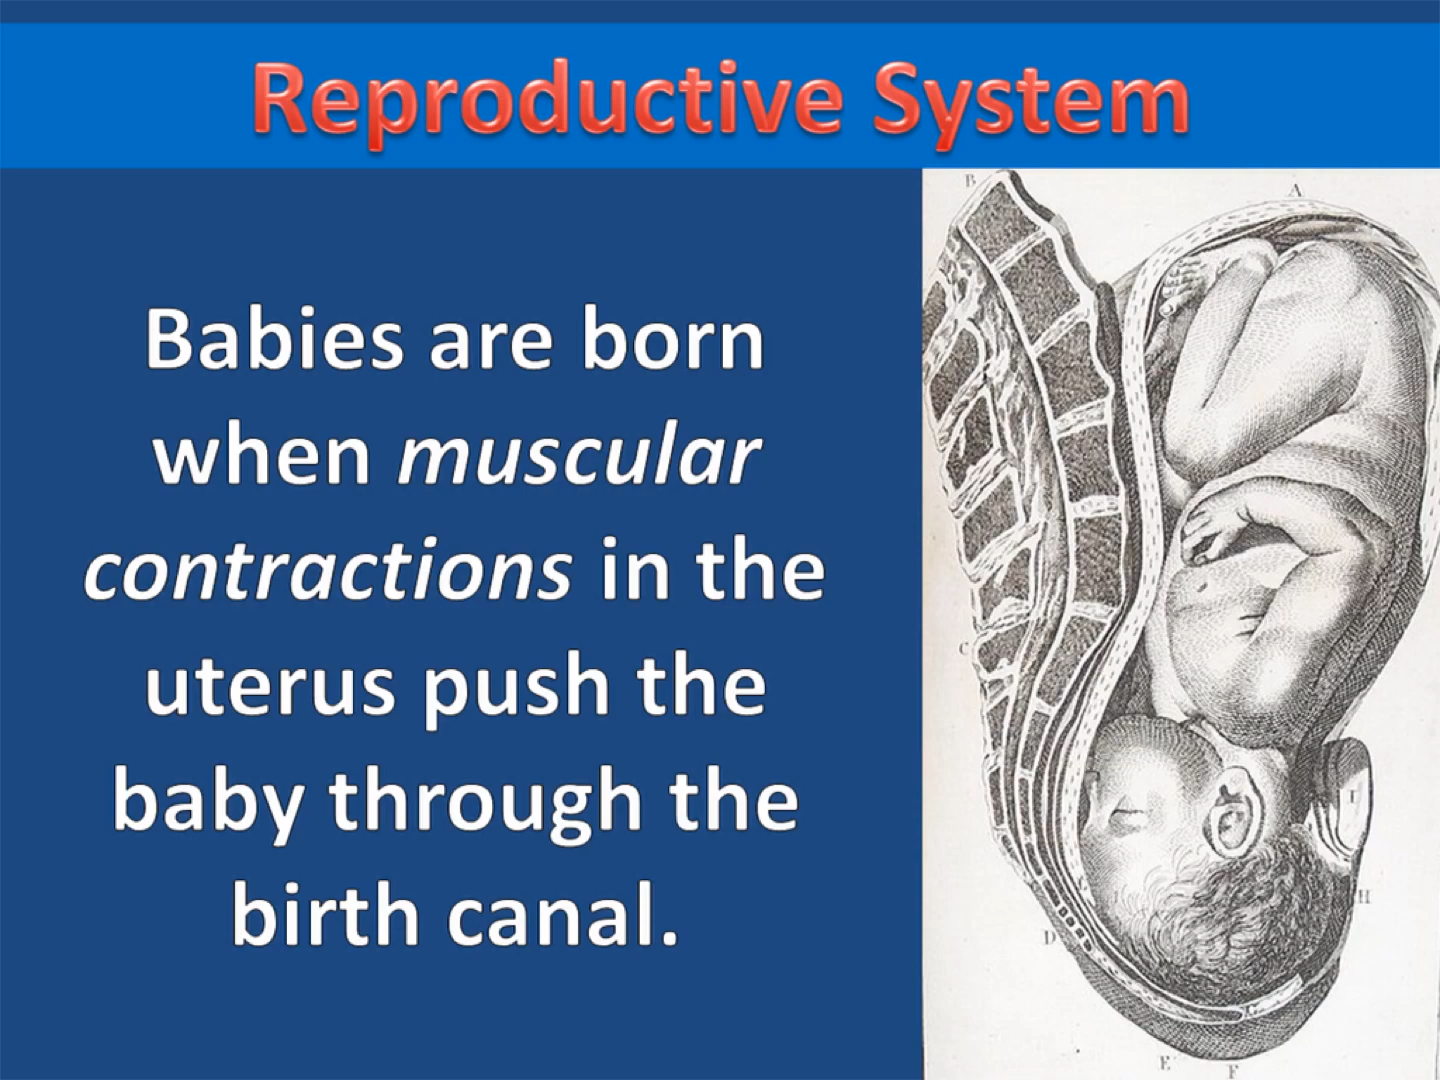 Reproductive System
Babies are born
when muscular
contractions in the
uterus push the
baby through the
birth canal.
B
A
C
I
H
D
G
E
F